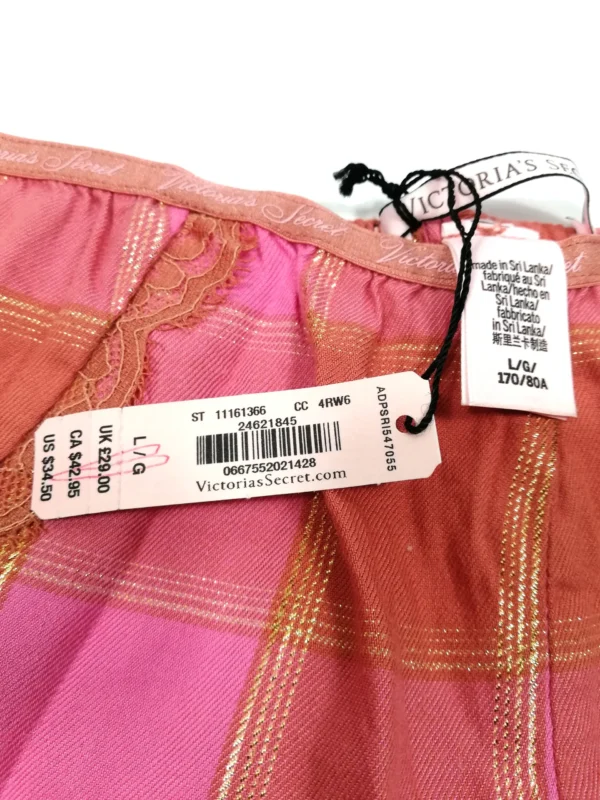 Victoria's Secret
Victoria's Secret
VICTORIA'S SE
made in Sri Lanka/
fabriqué au Sri
Lanka/hecho en
Sri Lanka/
fabbricato
in Sri Lanka/
斯里兰卡制造
L/G/
170/80A
ST 11161366 CC 4RW6
24621845
0667552021428
VictoriasSecret.com
ADPSRI547055
L / G
UK £29.00
CA $42.95
US $34.50